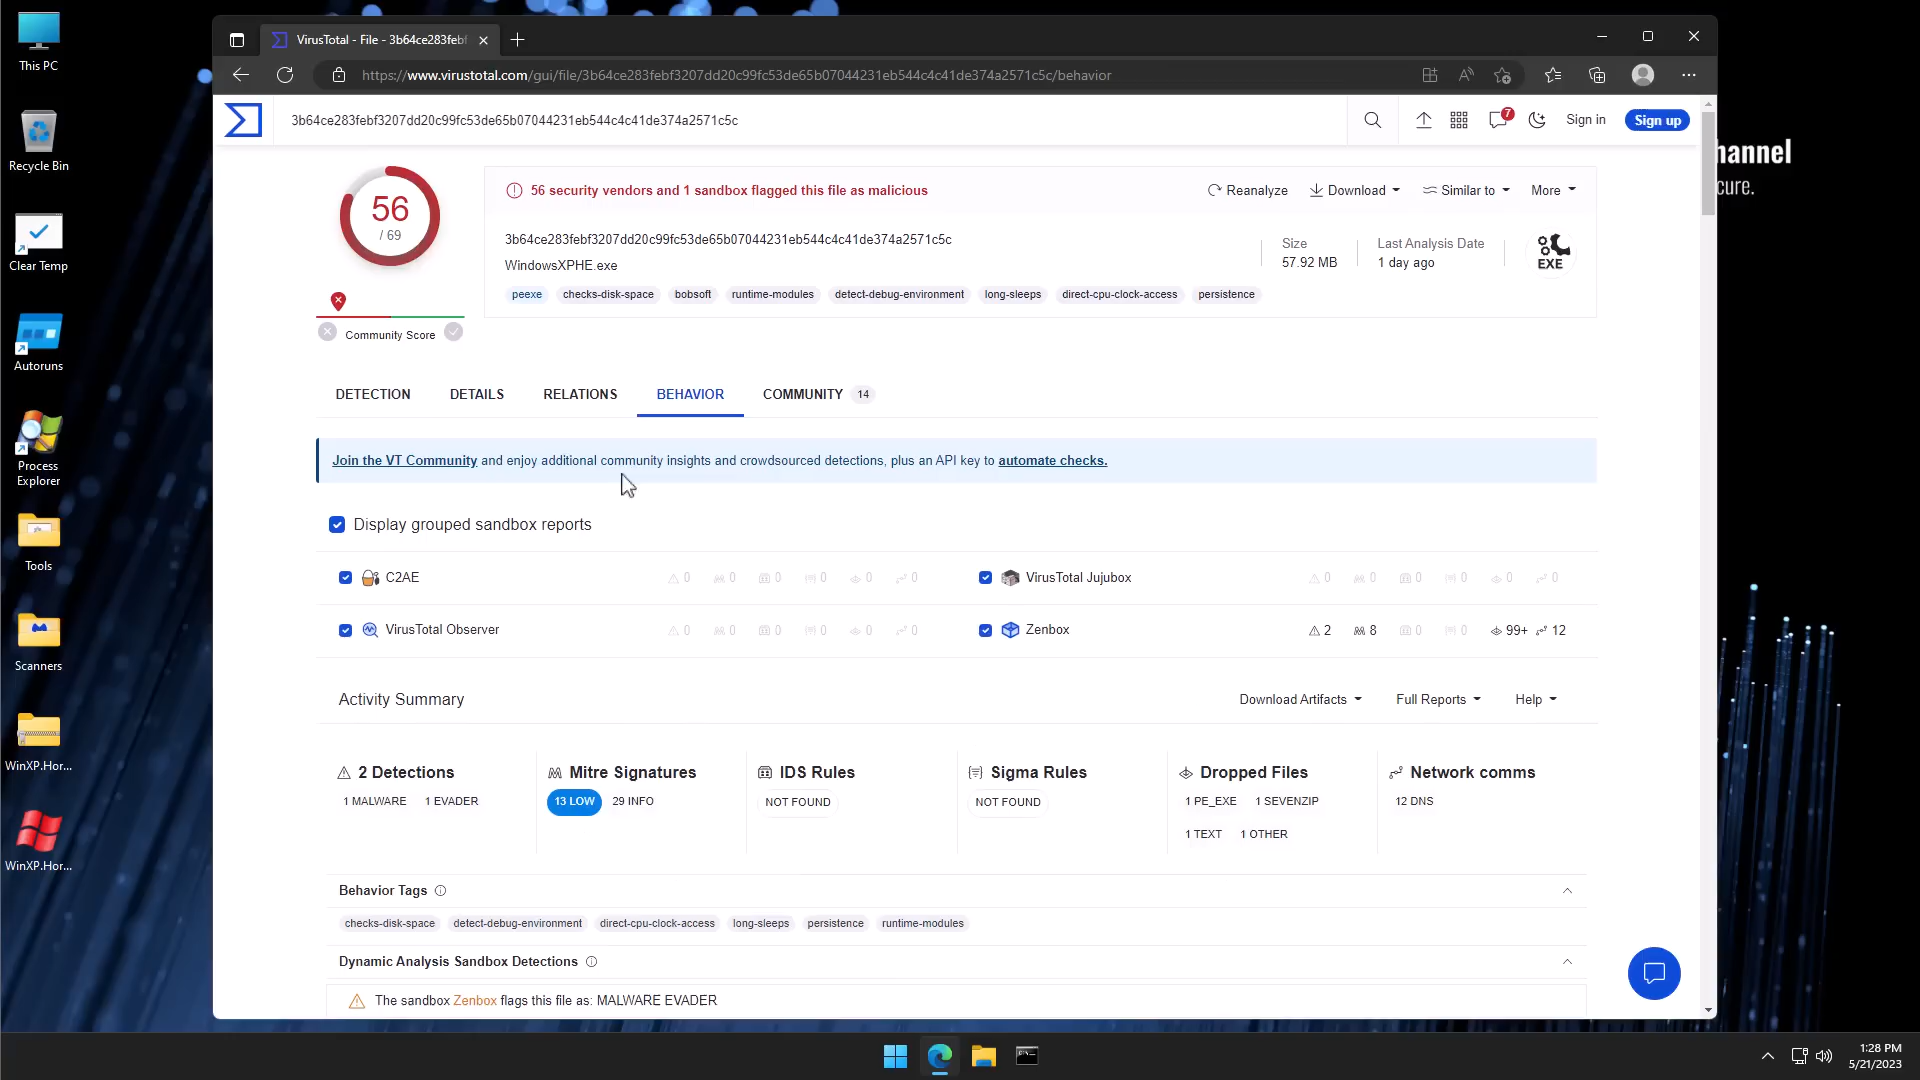 This PC
Recycle Bin
Clear Temp
Autoruns
Process
Explorer
Tools
Scanners
WinXP.Hor...
WinXP.Hor...
VirusTotal - File - 3b64ce283febf
https://www.virustotal.com/gui/file/3b64ce283febf3207dd20c99fc53de65b07044231eb544c4c41de374a2571c5c/behavior
3b64ce283febf3207dd20c99fc53de65b07044231eb544c4c41de374a2571c5c
7
Sign in
Sign up
hannel
cure.
56
/ 69
Community Score
56 security vendors and 1 sandbox flagged this file as malicious
Reanalyze
Download
Similar to
More
3b64ce283febf3207dd20c99fc53de65b07044231eb544c4c41de374a2571c5c
WindowsXPHE.exe
Size
57.92 MB
Last Analysis Date
1 day ago
EXE
peexe
checks-disk-space
bobsoft
runtime-modules
detect-debug-environment
long-sleeps
direct-cpu-clock-access
persistence
DETECTION
DETAILS
RELATIONS
BEHAVIOR
COMMUNITY 14
Join the VT Community and enjoy additional community insights and crowdsourced detections, plus an API key to automate checks.
Display grouped sandbox reports
C2AE 0 0 0 0 0 0
VirusTotal Jujubox 0 0 0 0 0 0
VirusTotal Observer 0 0 0 0 0 0
Zenbox 2 8 0 0 99+ 12
Activity Summary
Download Artifacts
Full Reports
Help
2 Detections
1 MALWARE 1 EVADER
Mitre Signatures
13 LOW 29 INFO
IDS Rules
NOT FOUND
Sigma Rules
NOT FOUND
Dropped Files
1 PE_EXE 1 SEVENZIP
1 TEXT 1 OTHER
Network comms
12 DNS
Behavior Tags
checks-disk-space
detect-debug-environment
direct-cpu-clock-access
long-sleeps
persistence
runtime-modules
Dynamic Analysis Sandbox Detections
The sandbox Zenbox flags this file as: MALWARE EVADER
1:28 PM
5/21/2023